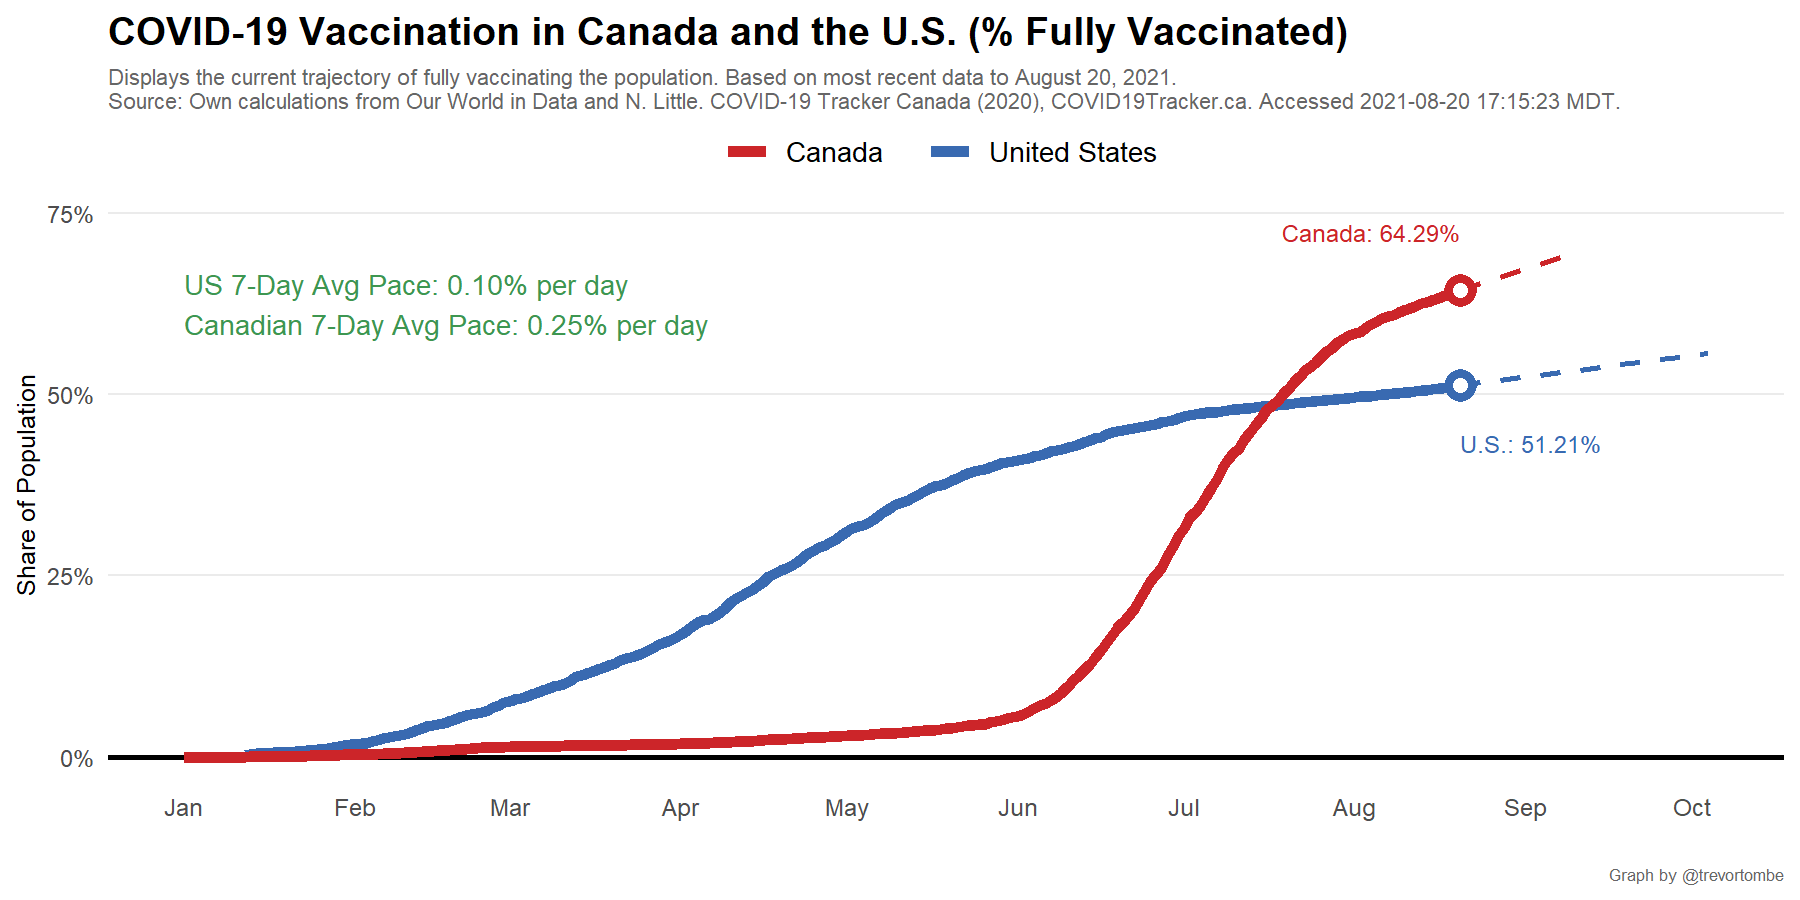 COVID-19 Vaccination in Canada and the U.S. (% Fully Vaccinated)
Displays the current trajectory of fully vaccinating the population. Based on most recent data to August 20, 2021.
Source: Own calculations from Our World in Data and N. Little. COVID-19 Tracker Canada (2020), COVID19Tracker.ca. Accessed 2021-08-20 17:15:23 MDT.
Canada
United States
75%
Canada: 64.29%
US 7-Day Avg Pace: 0.10% per day
Canadian 7-Day Avg Pace: 0.25% per day
50%
U.S.: 51.21%
Share of Population
25%
0%
Jan Feb Mar Apr May Jun Jul Aug Sep Oct
Graph by @trevortombe